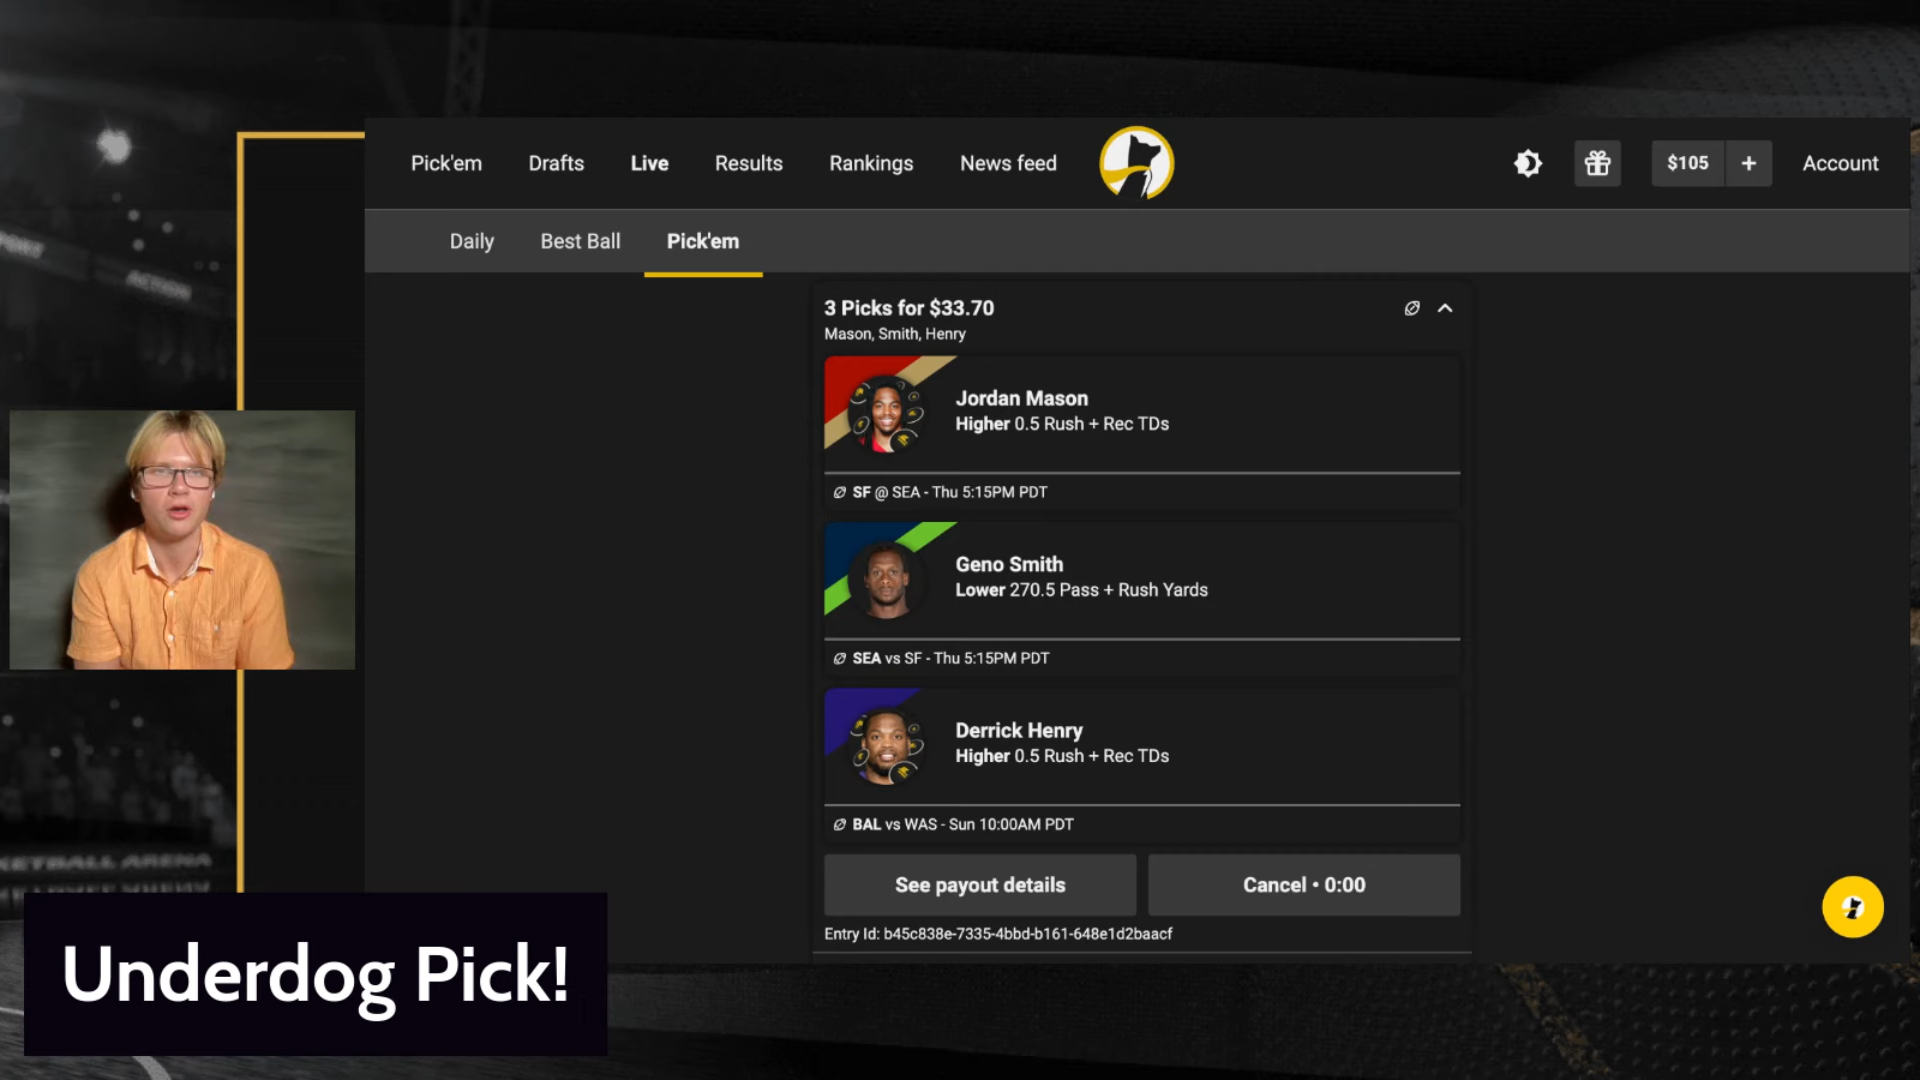 Pick'em
Drafts
Live
Results
Rankings
News feed
$105
+
Account
Daily
Best Ball
Pick'em
3 Picks for $33.70
Mason, Smith, Henry
Jordan Mason
Higher 0.5 Rush + Rec TDs
SF @ SEA - Thu 5:15PM PDT
Geno Smith
Lower 270.5 Pass + Rush Yards
SEA vs SF - Thu 5:15PM PDT
Derrick Henry
Higher 0.5 Rush + Rec TDs
BAL vs WAS - Sun 10:00AM PDT
See payout details
Cancel • 0:00
Entry Id: b45c838e-7335-4bbd-b161-648e1d2baacf
ACTION
KETBALL ARENA
Underdog Pick!